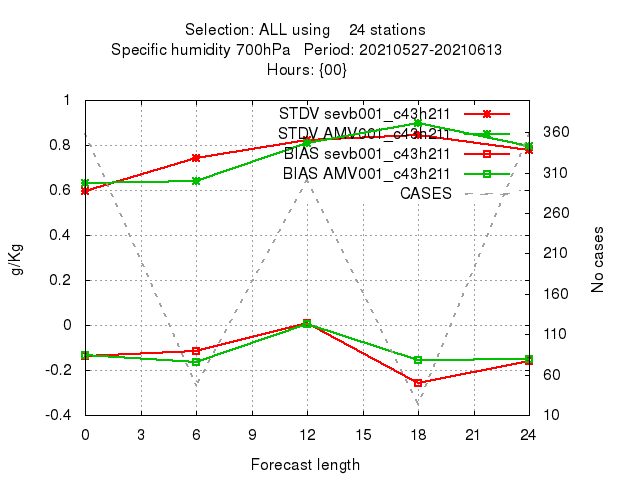 Selection: ALL using 24 stations
Specific humidity 700hPa Period: 20210527-20210613
Hours: {00}
STDV sevb001_c43h211
STDV AMV001_c43h211
BIAS sevb001_c43h211
BIAS AMV001_c43h211
CASES
g/Kg
1
0.8
0.6
0.4
0.2
0
-0.2
-0.4
No cases
360
310
260
210
160
110
60
10
0 3 6 9 12 15 18 21 24
Forecast length